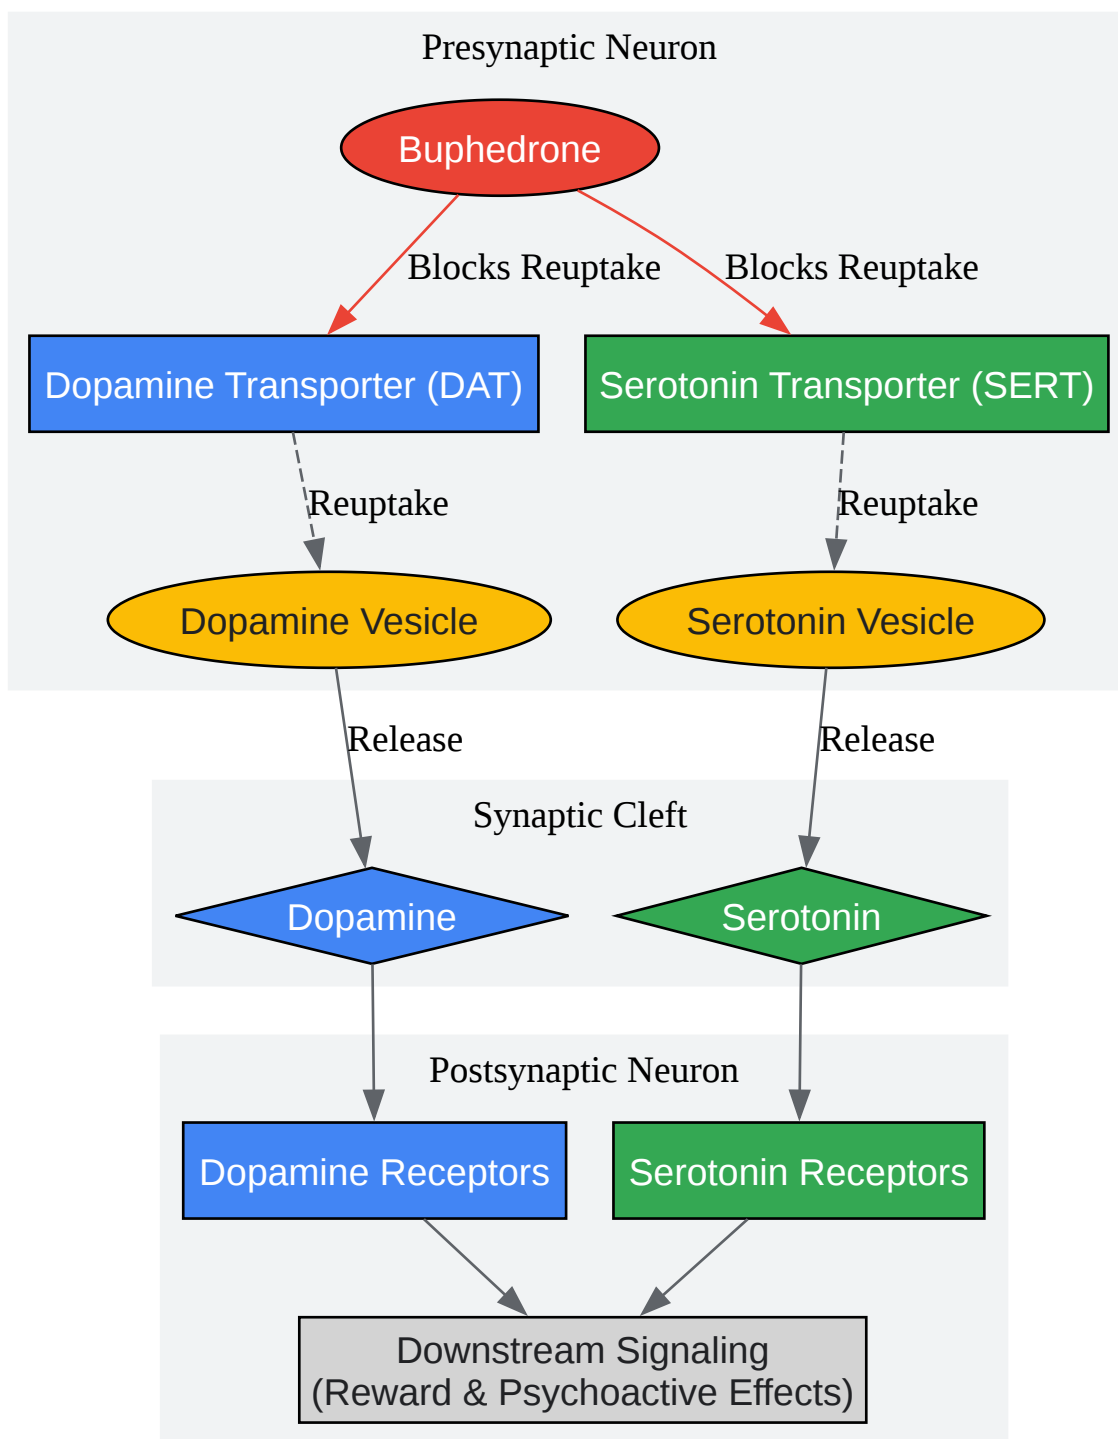 Presynaptic Neuron
Buphedrone
Blocks Reuptake
Blocks Reuptake
Dopamine Transporter (DAT)
Serotonin Transporter (SERT)
Reuptake
Reuptake
Dopamine Vesicle
Serotonin Vesicle
Release
Release
Synaptic Cleft
Dopamine
Serotonin
Postsynaptic Neuron
Dopamine Receptors
Serotonin Receptors
Downstream Signaling
(Reward & Psychoactive Effects)